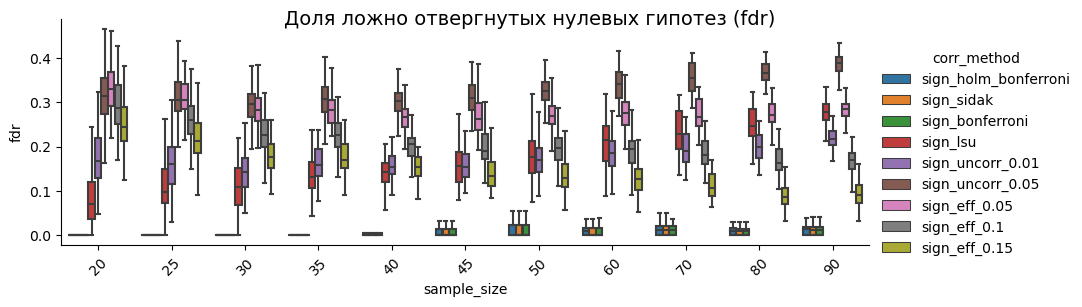 Доля ложно отвергнутых нулевых гипотез (fdr)
fdr
0.4
0.3
0.2
0.1
0.0
20 25 30 35 40 45 50 60 70 80 90
sample_size
corr_method
sign_holm_bonferroni
sign_sidak
sign_bonferroni
sign_lsu
sign_uncorr_0.01
sign_uncorr_0.05
sign_eff_0.05
sign_eff_0.1
sign_eff_0.15